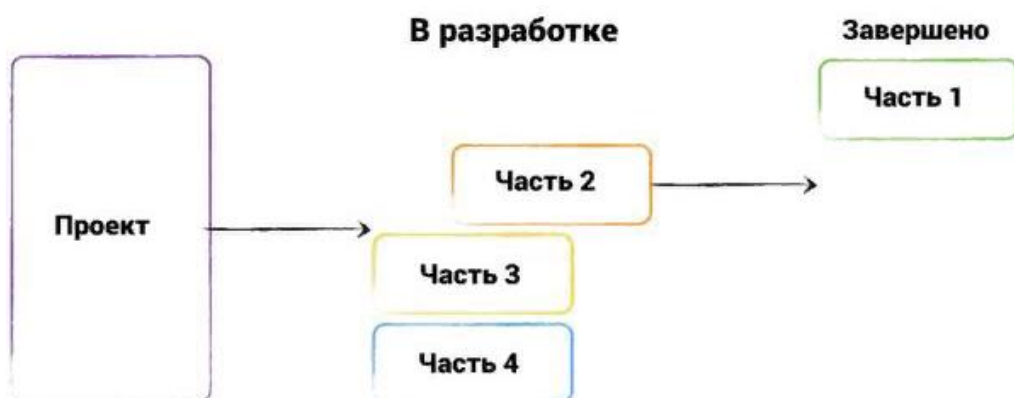 В разработке
Завершено
Часть 1
Часть 2
Проект
Часть 3
Часть 4